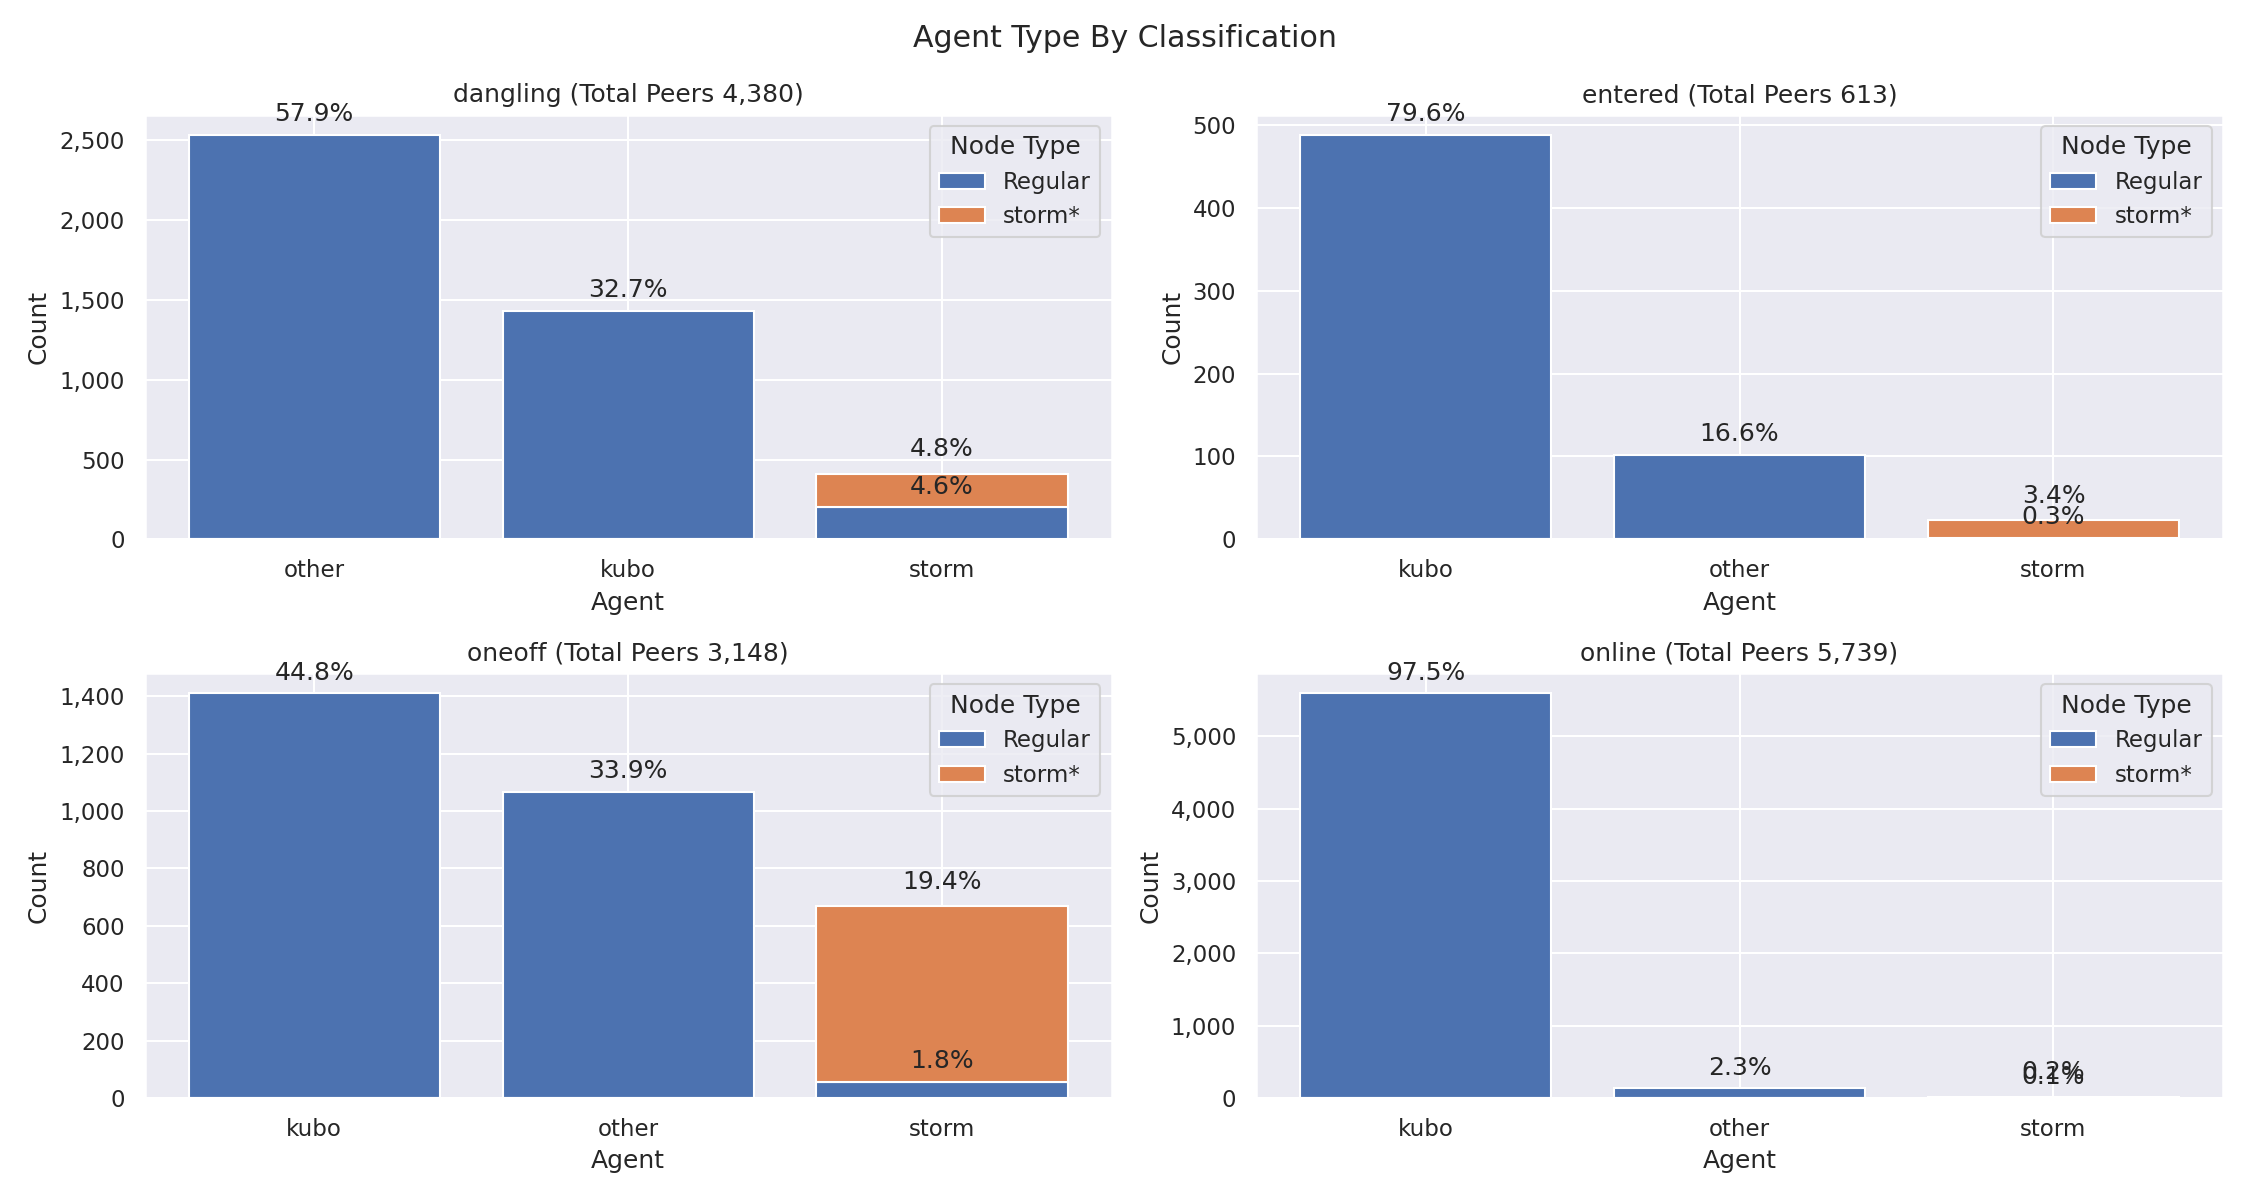 Agent Type By Classification
dangling (Total Peers 4,380)
57.9%
32.7%
4.8%
4.6%
Node Type
Regular
storm*
2,500
2,000
1,500
1,000
500
0
Count
other
kubo
storm
Agent
entered (Total Peers 613)
79.6%
16.6%
3.4%
0.3%
Node Type
Regular
storm*
500
400
300
200
100
0
Count
kubo
other
storm
Agent
oneoff (Total Peers 3,148)
44.8%
33.9%
19.4%
1.8%
Node Type
Regular
storm*
1,400
1,200
1,000
800
600
400
200
0
Count
kubo
other
storm
Agent
online (Total Peers 5,739)
97.5%
2.3%
0.2%
0.1%
Node Type
Regular
storm*
5,000
4,000
3,000
2,000
1,000
0
Count
kubo
other
storm
Agent